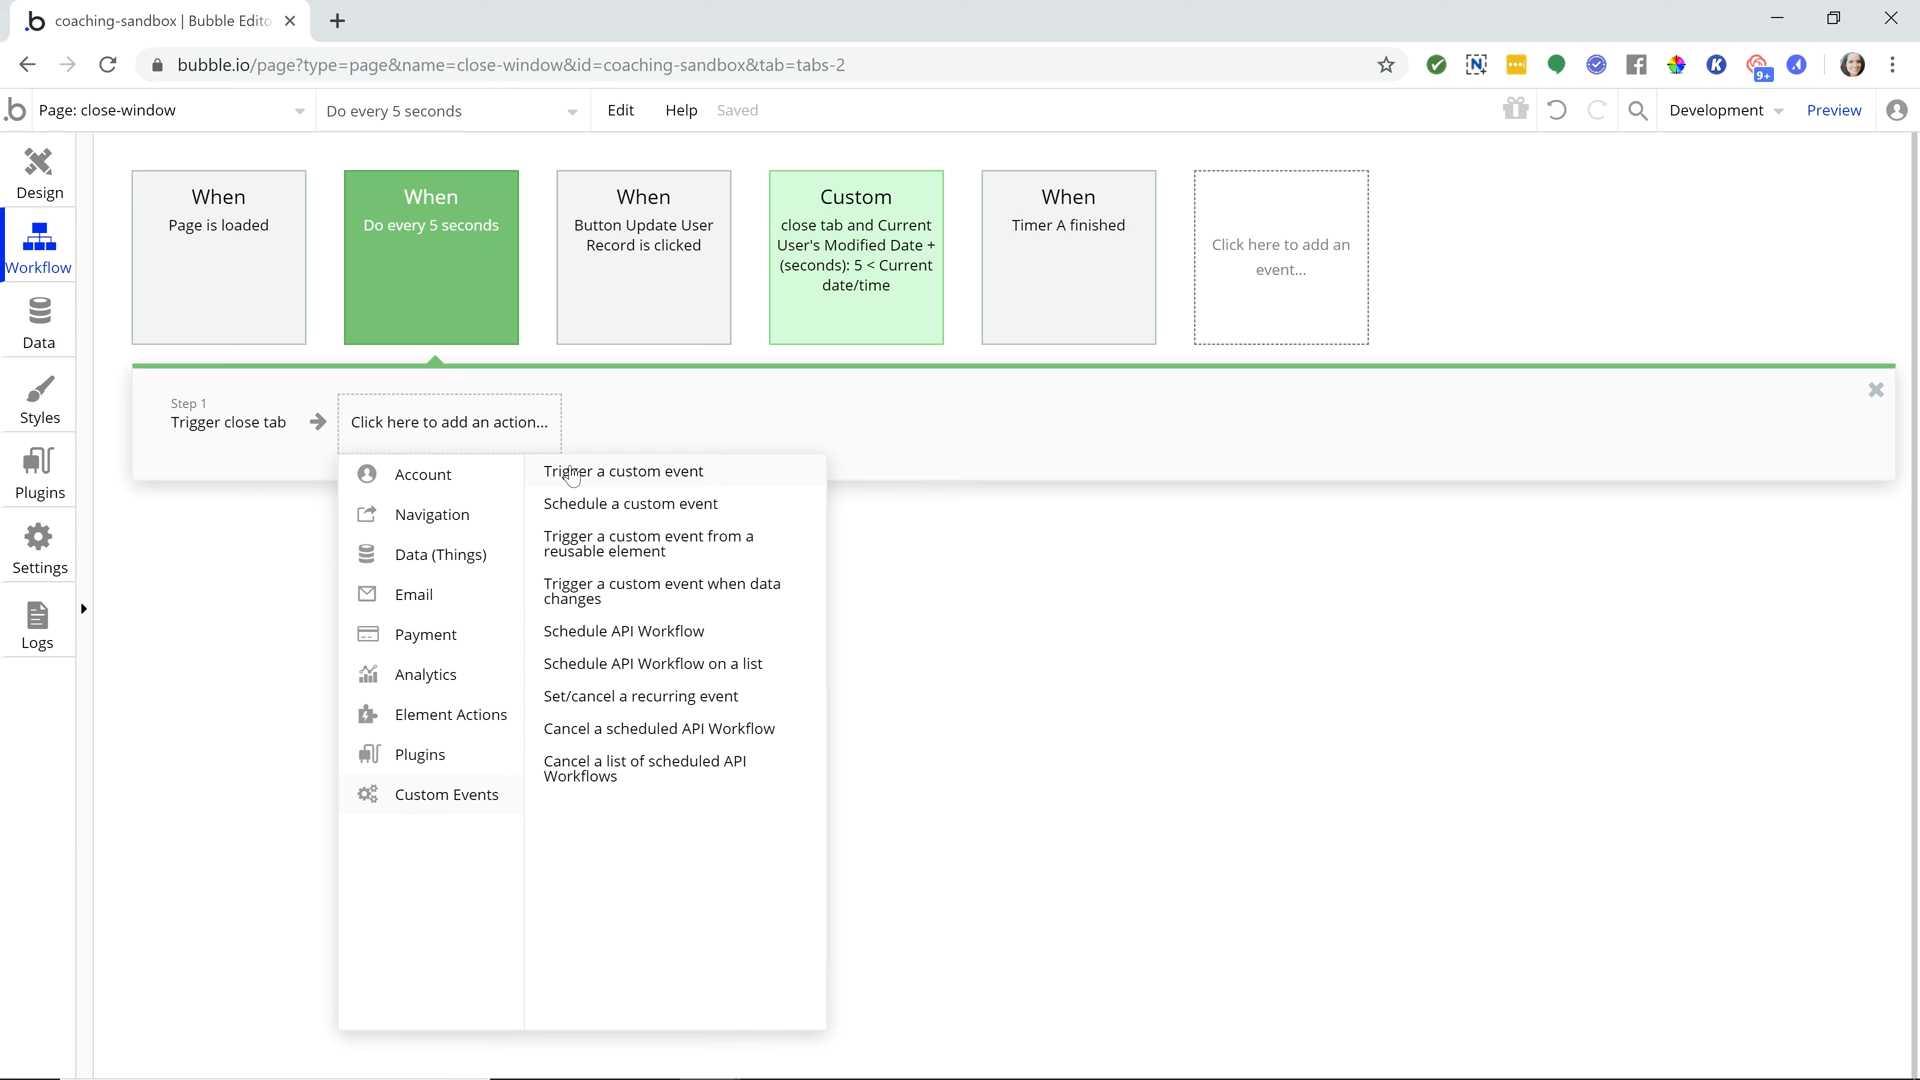 coaching-sandbox | Bubble Edito
bubble.io/page?type=page&name=close-window&id=coaching-sandbox&tab=tabs-2
9+
Page: close-window
Do every 5 seconds
Edit
Help
Saved
Development
Preview
Design
Workflow
Data
Styles
Plugins
Settings
Logs
When
Page is loaded
When
Do every 5 seconds
When
Button Update User
Record is clicked
Custom
close tab and Current
User's Modified Date +
(seconds): 5 < Current
date/time
When
Timer A finished
Click here to add an
event...
Step 1
Trigger close tab
Click here to add an action...
Account
Navigation
Data (Things)
Email
Payment
Analytics
Element Actions
Plugins
Custom Events
Trigger a custom event
Schedule a custom event
Trigger a custom event from a
reusable element
Trigger a custom event when data
changes
Schedule API Workflow
Schedule API Workflow on a list
Set/cancel a recurring event
Cancel a scheduled API Workflow
Cancel a list of scheduled API
Workflows